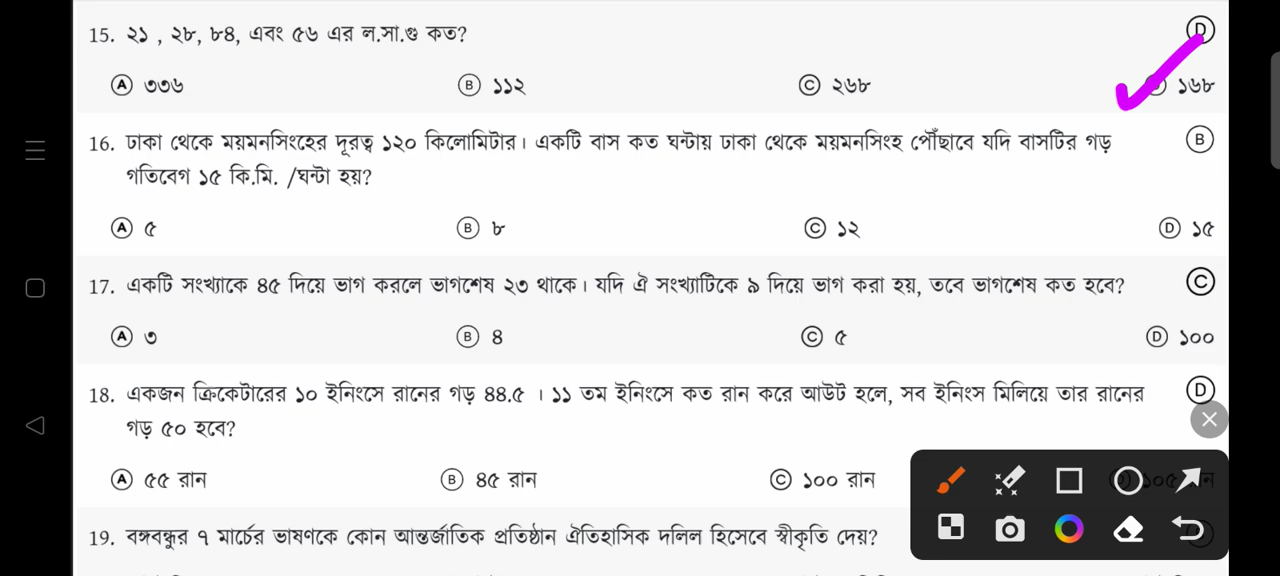 15. ২১ , ২৮, ৮৪, এবং ৫৬ এর ল.সা.গু কত? D
A ৩৩৬ B ১১২ C ২৬৮ ১৬৮
16. ঢাকা থেকে ময়মনসিংহের দূরত্ব ১২০ কিলোমিটার। একটি বাস কত ঘন্টায় ঢাকা থেকে ময়মনসিংহ পৌঁছাবে যদি বাসটির গড় B
গতিবেগ ১৫ কি.মি. /ঘন্টা হয়?
A ৫ B ৮ C ১২ D ১৫
17. একটি সংখ্যাকে ৪৫ দিয়ে ভাগ করলে ভাগশেষ ২৩ থাকে। যদি ঐ সংখ্যাটিকে ৯ দিয়ে ভাগ করা হয়, তবে ভাগশেষ কত হবে? C
A ৩ B ৪ C ৫ D ১০০
18. একজন ক্রিকেটারের ১০ ইনিংসে রানের গড় ৪৪.৫ । ১১ তম ইনিংসে কত রান করে আউট হলে, সব ইনিংস মিলিয়ে তার রানের D
গড় ৫০ হবে?
A ৫৫ রান B ৪৫ রান C ১০০ রান D ১০৫ রান
19. বঙ্গবন্ধুর ৭ মার্চের ভাষণকে কোন আন্তর্জাতিক প্রতিষ্ঠান ঐতিহাসিক দলিল হিসেবে স্বীকৃতি দেয়?